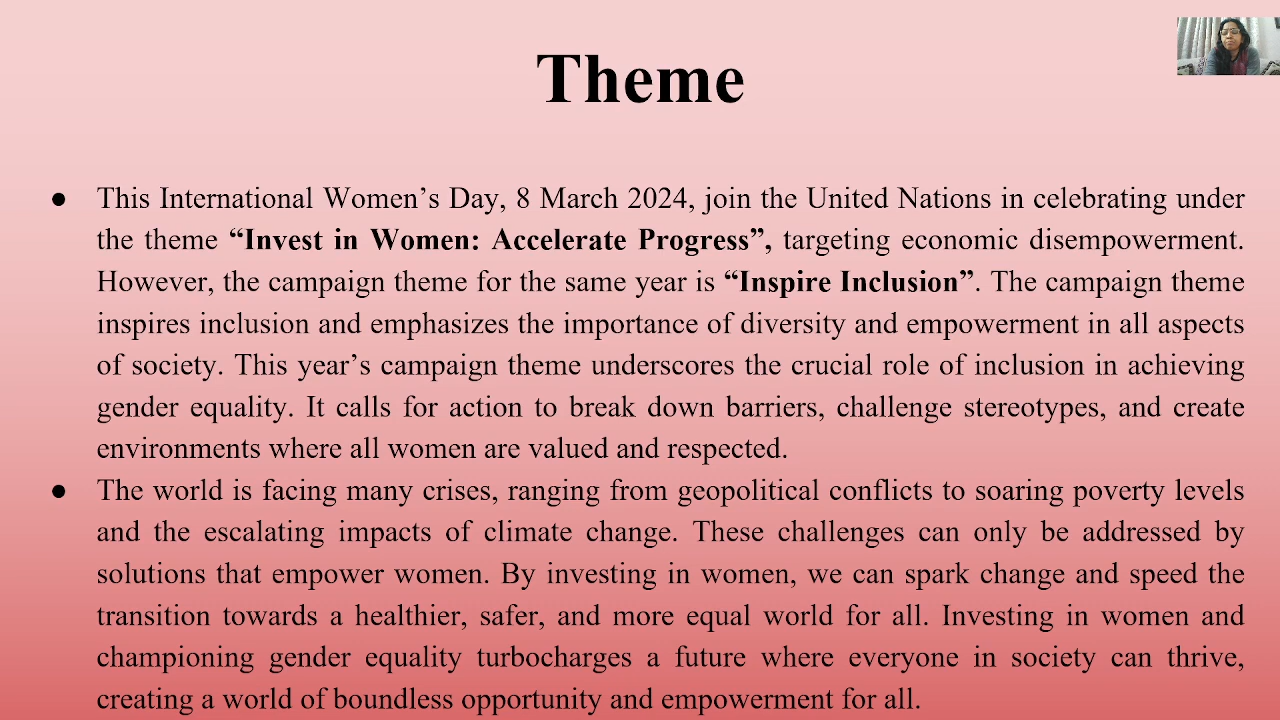 Theme
● This International Women’s Day, 8 March 2024, join the United Nations in celebrating under
the theme “Invest in Women: Accelerate Progress”, targeting economic disempowerment.
However, the campaign theme for the same year is “Inspire Inclusion”. The campaign theme
inspires inclusion and emphasizes the importance of diversity and empowerment in all aspects
of society. This year’s campaign theme underscores the crucial role of inclusion in achieving
gender equality. It calls for action to break down barriers, challenge stereotypes, and create
environments where all women are valued and respected.
● The world is facing many crises, ranging from geopolitical conflicts to soaring poverty levels
and the escalating impacts of climate change. These challenges can only be addressed by
solutions that empower women. By investing in women, we can spark change and speed the
transition towards a healthier, safer, and more equal world for all. Investing in women and
championing gender equality turbocharges a future where everyone in society can thrive,
creating a world of boundless opportunity and empowerment for all.